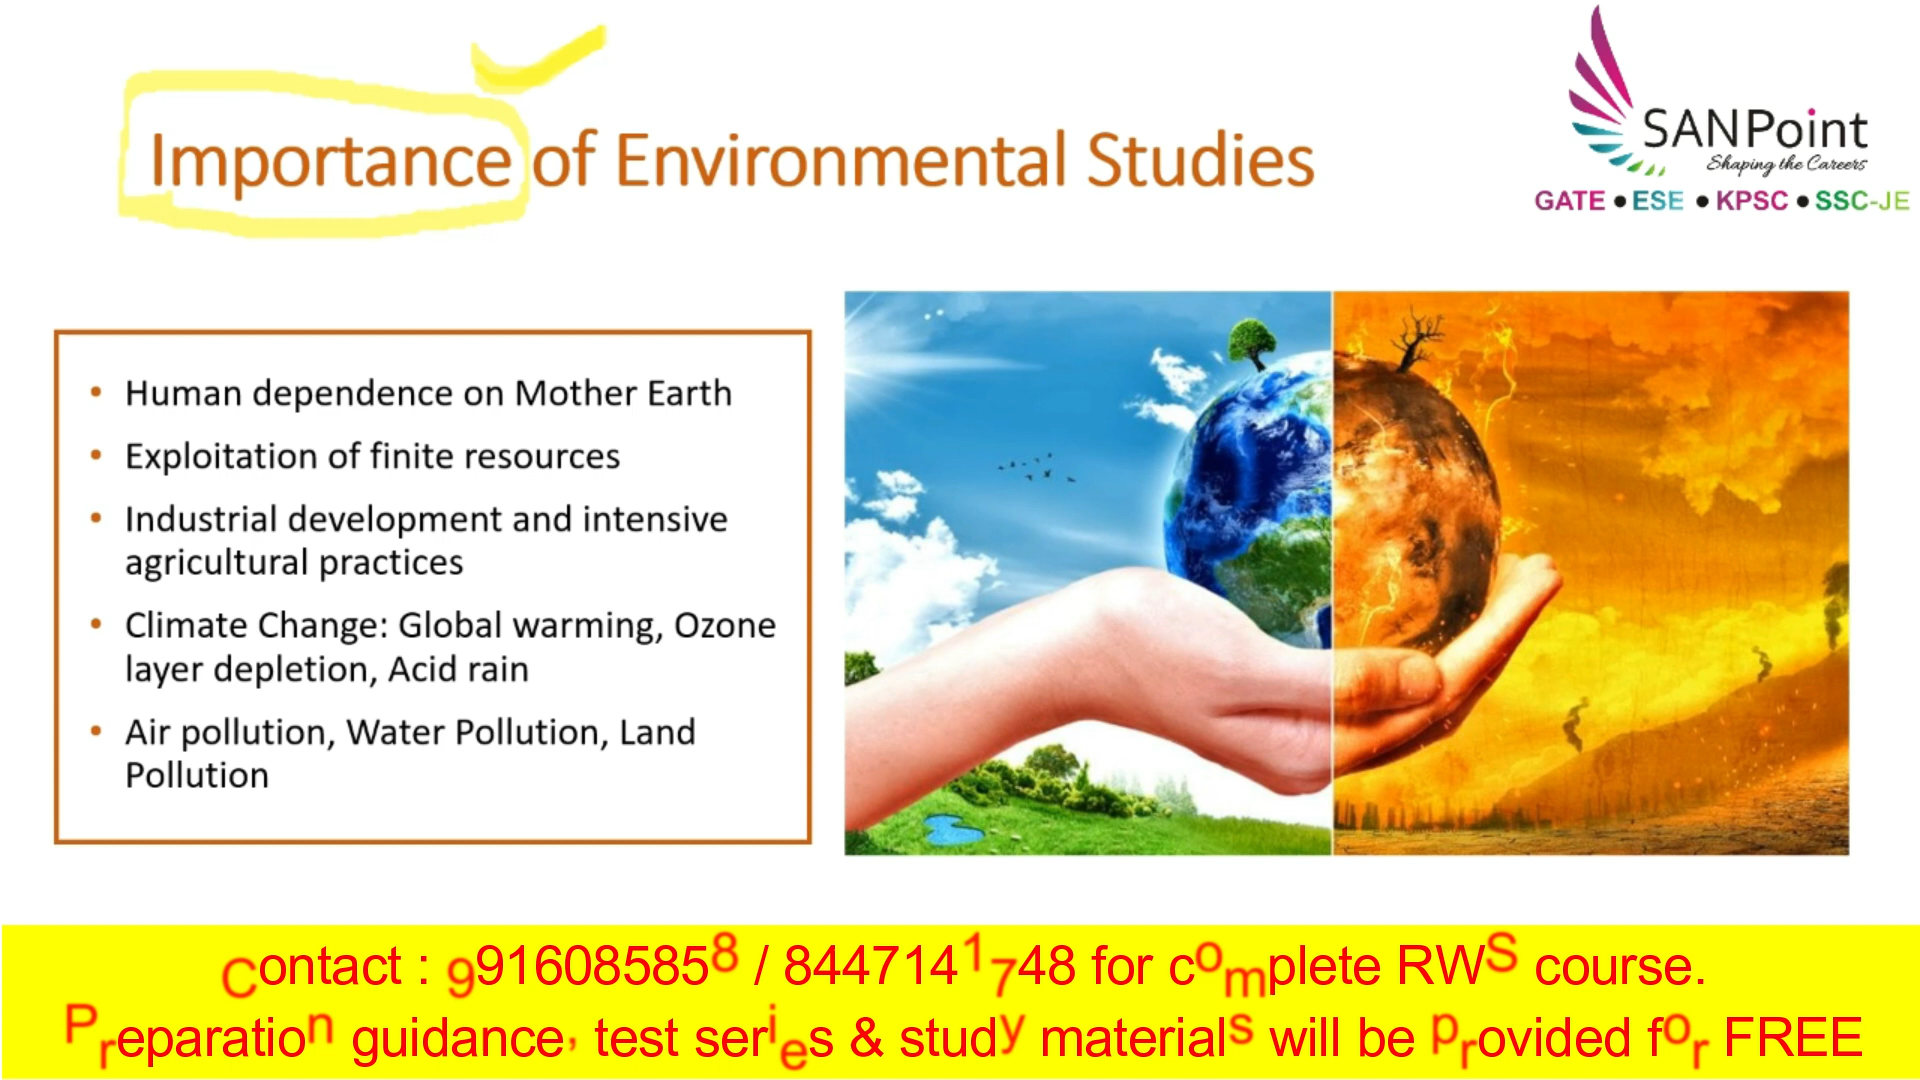 Importance of Environmental Studies
SANPoint
Shaping the Careers
GATE ● ESE ● KPSC ● SSC-JE
• Human dependence on Mother Earth
• Exploitation of finite resources
• Industrial development and intensive
agricultural practices
• Climate Change: Global warming, Ozone
layer depletion, Acid rain
• Air pollution, Water Pollution, Land
Pollution
Contact : 9916085858 / 8447141748 for complete RWS course.
Preparation guidance, test series & study materials will be provided for FREE